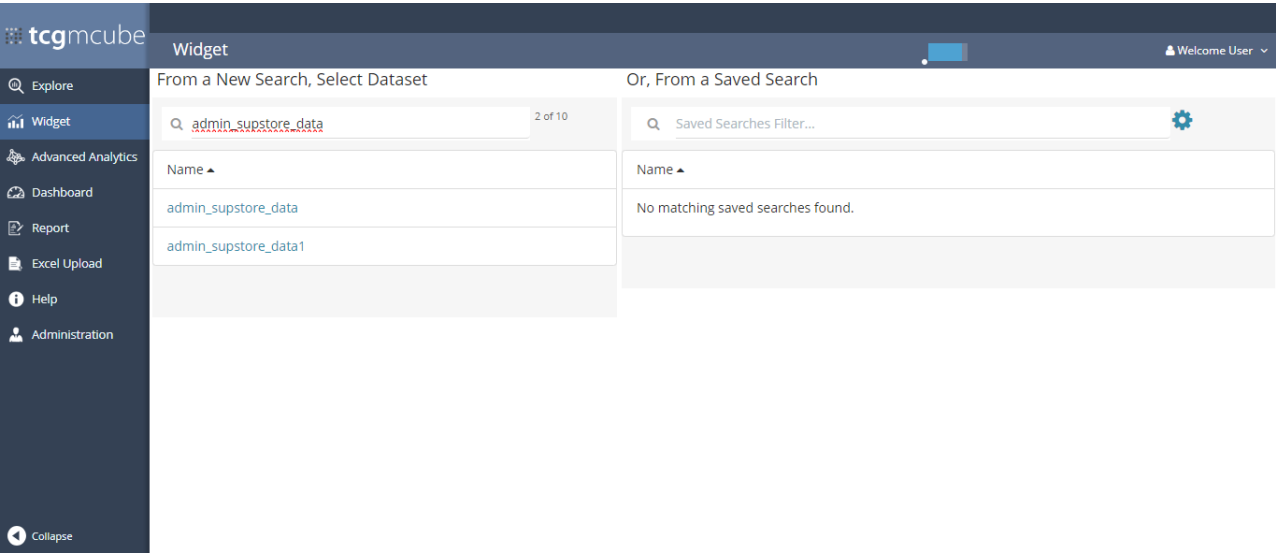 tcgmcube
Widget
Welcome User
Explore
Widget
Advanced Analytics
Dashboard
Report
Excel Upload
Help
Administration
Collapse
From a New Search, Select Dataset
admin_supstore_data
2 of 10
Name
admin_supstore_data
admin_supstore_data1
Or, From a Saved Search
Saved Searches Filter...
Name
No matching saved searches found.